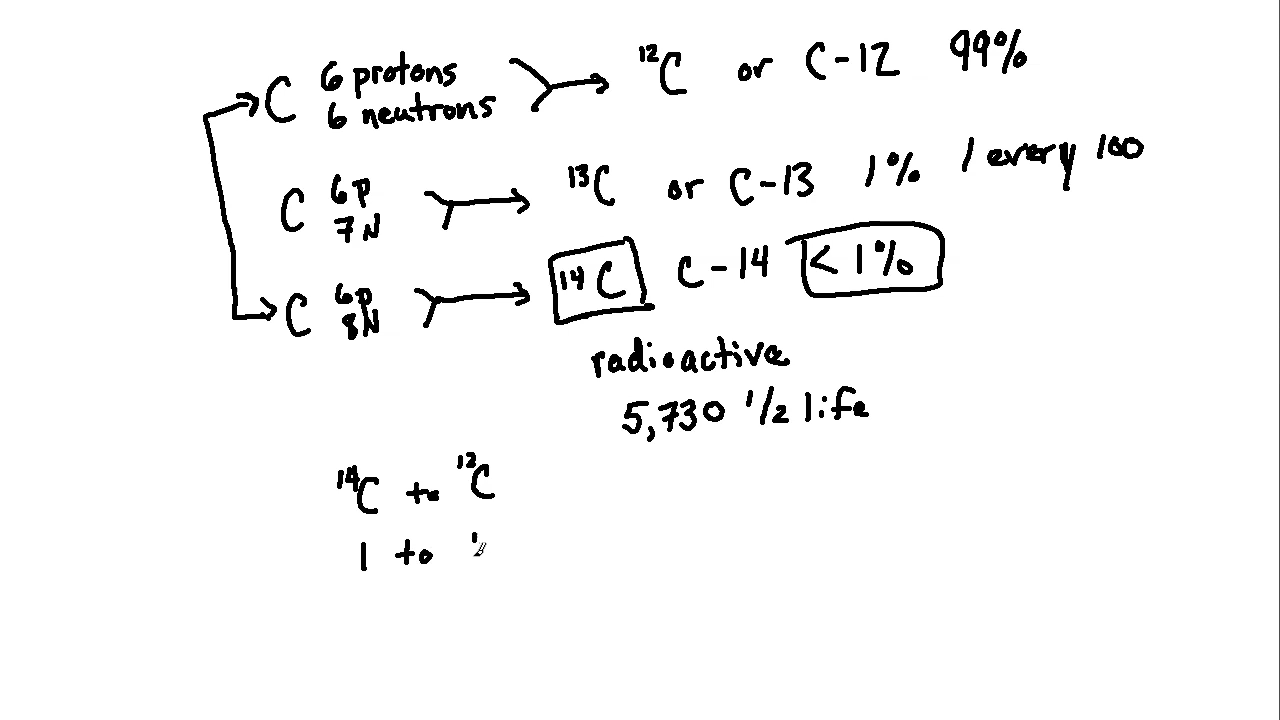 C 6 protons 6 neutrons ¹²C or C-12 99%
C 6p 7N ¹³C or C-13 1% 1 every 100
C 6p 8N ¹⁴C C-14 < 1%
radioactive
5,730 1/2 life
¹⁴C to ¹²C
1 to